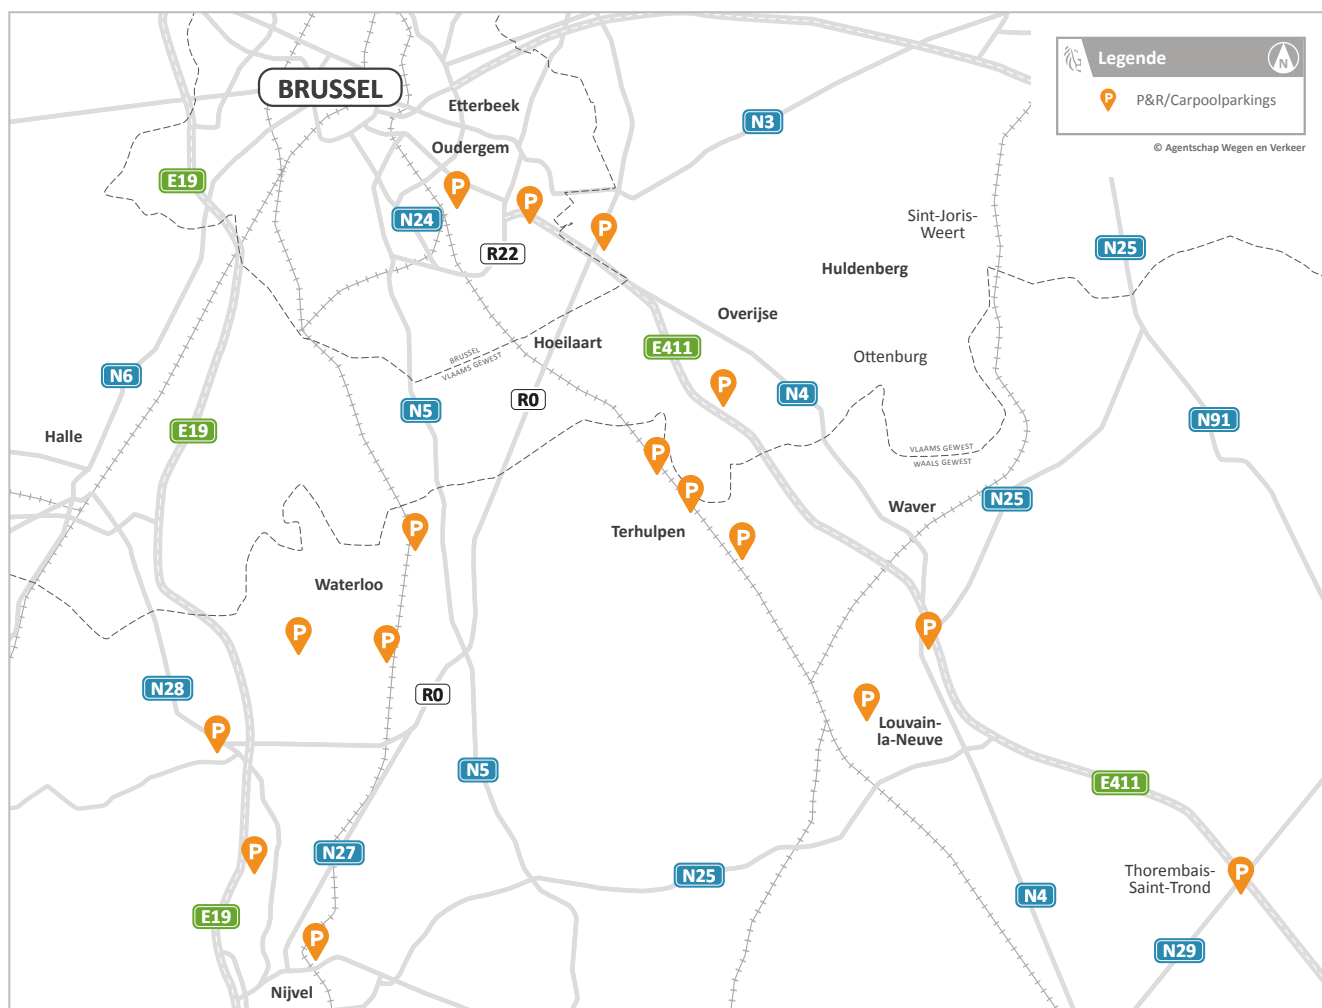 BRUSSEL
Etterbeek
Oudergem
N3
Legende
N
P
P&R/Carpoolparkings
© Agentschap Wegen en Verkeer
E19
P
P
P
N24
R22
Sint-Joris-
Weert
N25
Huldenberg
Overijse
Hoeilaart
E411
BRUSSEL
VLAAMS GEWEST
Ottenburg
N6
P
N4
N5
R0
N91
Halle
E19
P
VLAAMS GEWEST
WAALS GEWEST
P
N25
Waver
P
Terhulpen
P
Waterloo
P
P
P
N28
R0
P
Louvain-
la-Neuve
P
N5
E411
P
N27
N25
Thorembais-
Saint-Trond
P
N4
E19
P
N29
Nijvel